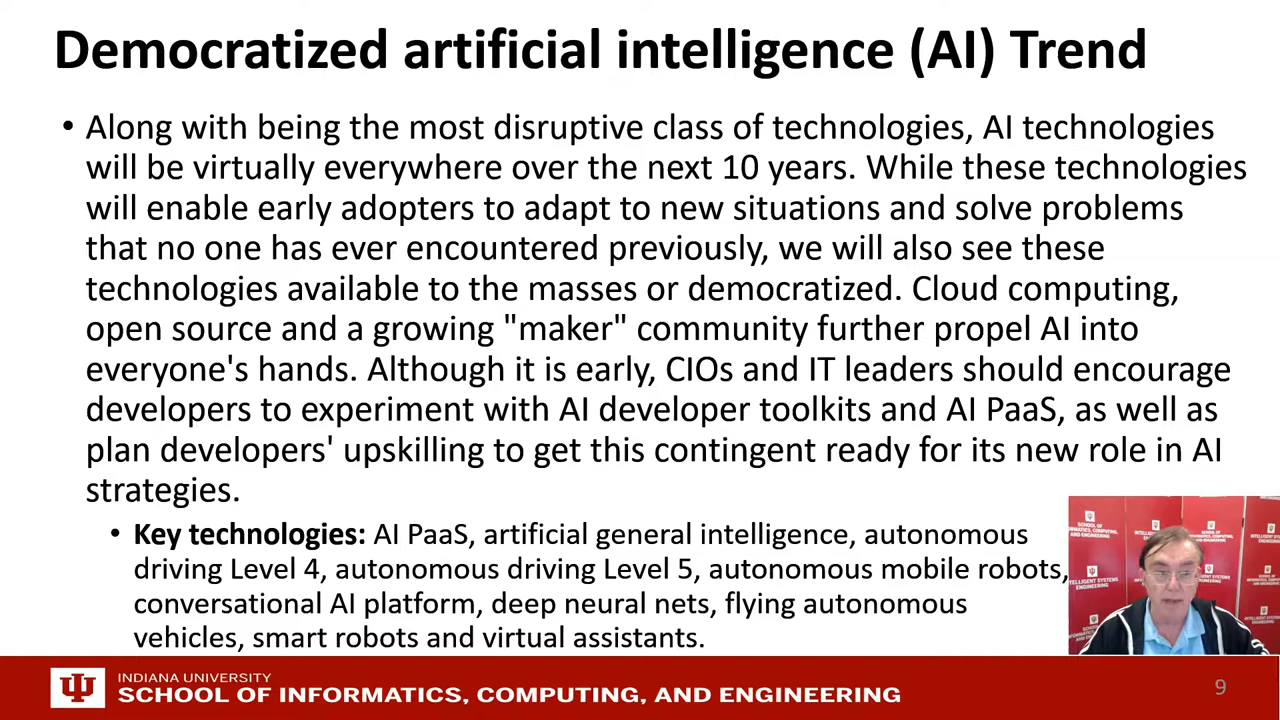 Democratized artificial intelligence (AI) Trend
• Along with being the most disruptive class of technologies, AI technologies
will be virtually everywhere over the next 10 years. While these technologies
will enable early adopters to adapt to new situations and solve problems
that no one has ever encountered previously, we will also see these
technologies available to the masses or democratized. Cloud computing,
open source and a growing "maker" community further propel AI into
everyone's hands. Although it is early, CIOs and IT leaders should encourage
developers to experiment with AI developer toolkits and AI PaaS, as well as
plan developers' upskilling to get this contingent ready for its new role in AI
strategies.
• Key technologies: AI PaaS, artificial general intelligence, autonomous
driving Level 4, autonomous driving Level 5, autonomous mobile robots,
conversational AI platform, deep neural nets, flying autonomous
vehicles, smart robots and virtual assistants.
INDIANA UNIVERSITY
SCHOOL OF INFORMATICS, COMPUTING, AND ENGINEERING
9